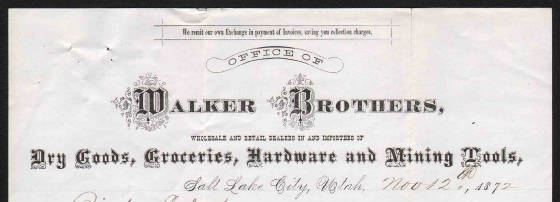 We remit our own Exchange in payment of Invoices, saving you collection charges.
OFFICE OF
WALKER BROTHERS,
WHOLESALE AND RETAIL DEALERS IN AND IMPORTERS OF
Dry Goods, Groceries, Hardware and Mining Tools,
Salt Lake City, Utah. Nov 12, 1872